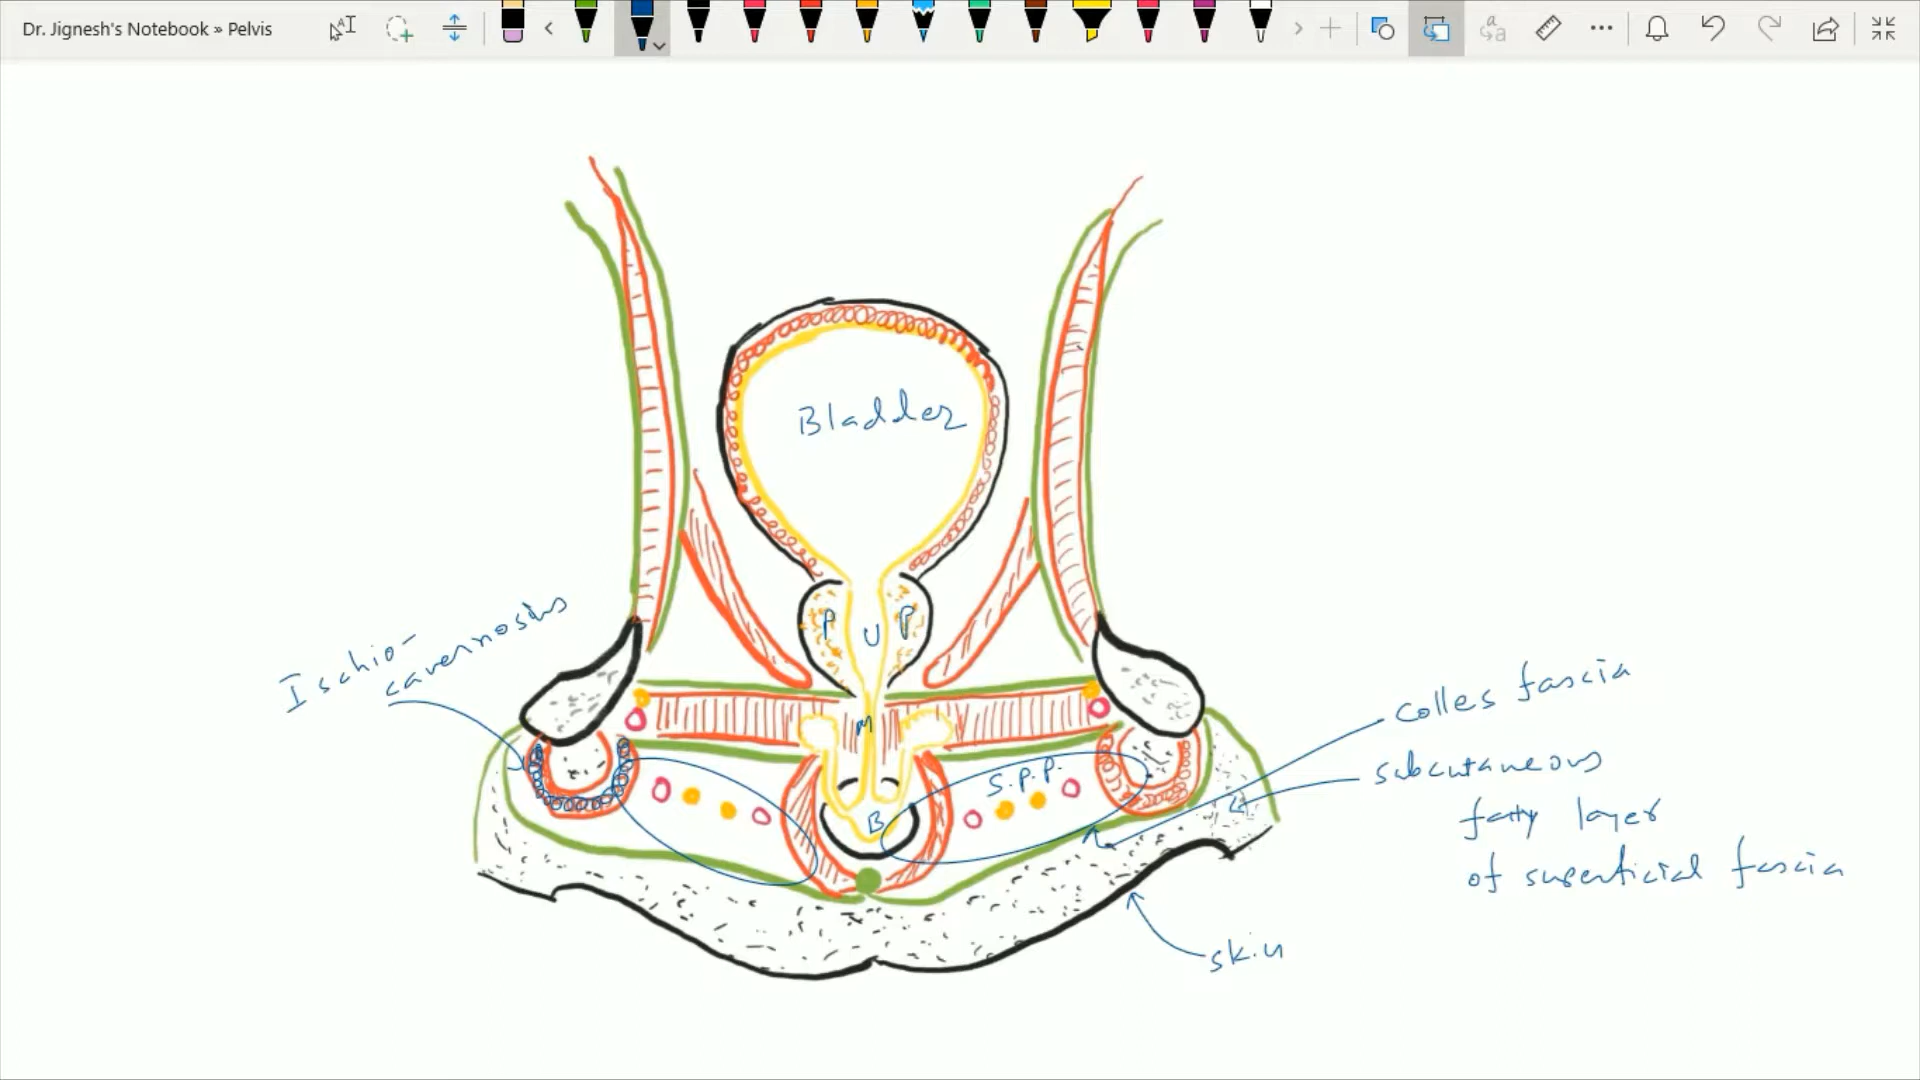 Dr. Jignesh's Notebook » Pelvis
Bladder
P U P
Ischio-
cavernosus
M
colles fascia
S.P.P.
subcutaneous
fatty layer
B
of superficial fascia
skin